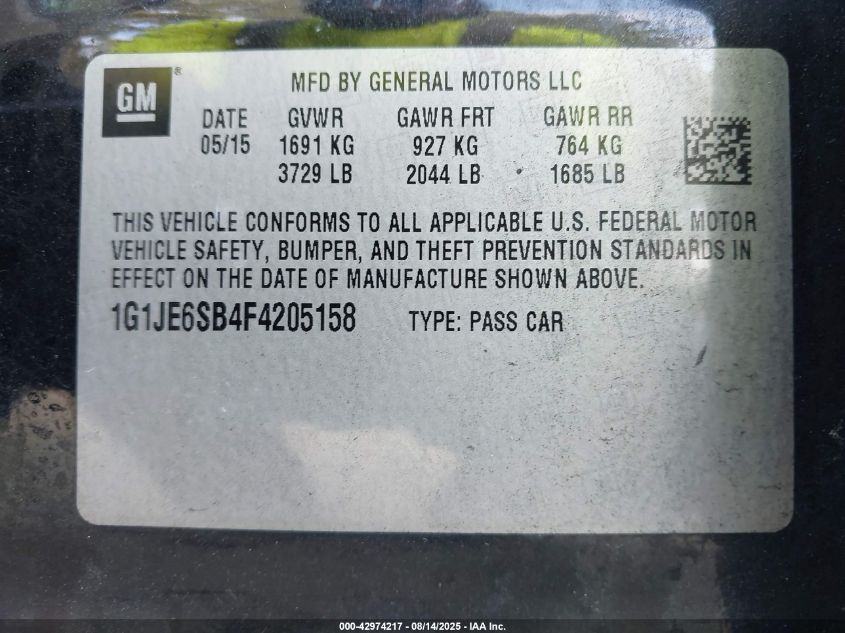 GM ®
MFD BY GENERAL MOTORS LLC
DATE GVWR GAWR FRT GAWR RR
05/15 1691 KG 927 KG 764 KG
3729 LB 2044 LB 1685 LB
THIS VEHICLE CONFORMS TO ALL APPLICABLE U.S. FEDERAL MOTOR
VEHICLE SAFETY, BUMPER, AND THEFT PREVENTION STANDARDS IN
EFFECT ON THE DATE OF MANUFACTURE SHOWN ABOVE.
1G1JE6SB4F4205158 TYPE: PASS CAR
000-42974217 - 08/14/2025 - IAA Inc.